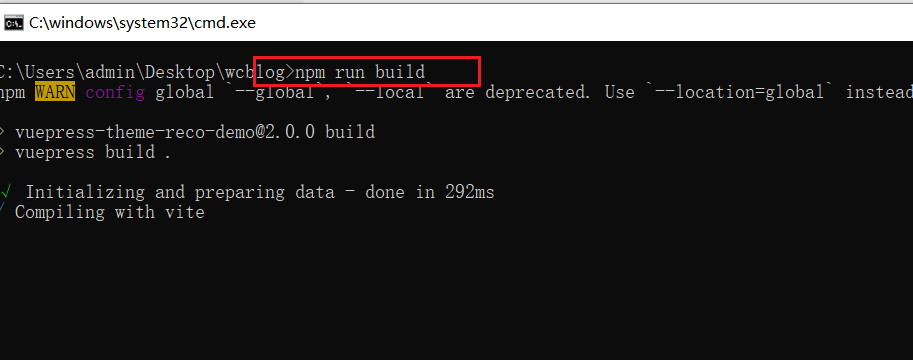 C:\windows\system32\cmd.exe
C:\Users\admin\Desktop\wcblog>npm run build
npm WARN config global `--global`, `--local` are deprecated. Use `--location=global` instead
> vuepress-theme-reco-demo@2.0.0 build
> vuepress build .
√ Initializing and preparing data - done in 292ms
/ Compiling with vite